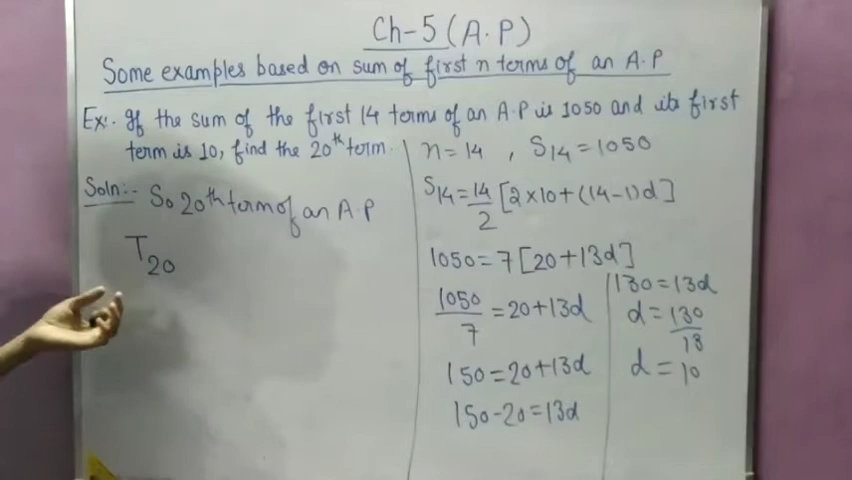 Ch-5 (A.P)
Some examples based on sum of first n terms of an A.P
Ex:. If the sum of the first 14 terms of an A.P is 1050 and its first
term is 10, find the 20th term.
Soln:- So 20th term of an A.P
T20
n=14 , S14=1050
S14=14/2 [2×10+(14-1)d]
1050=7[20+13d]
1050/7=20+13d
150=20+13d
150-20=13d
130=13d
d=130/13
d=10